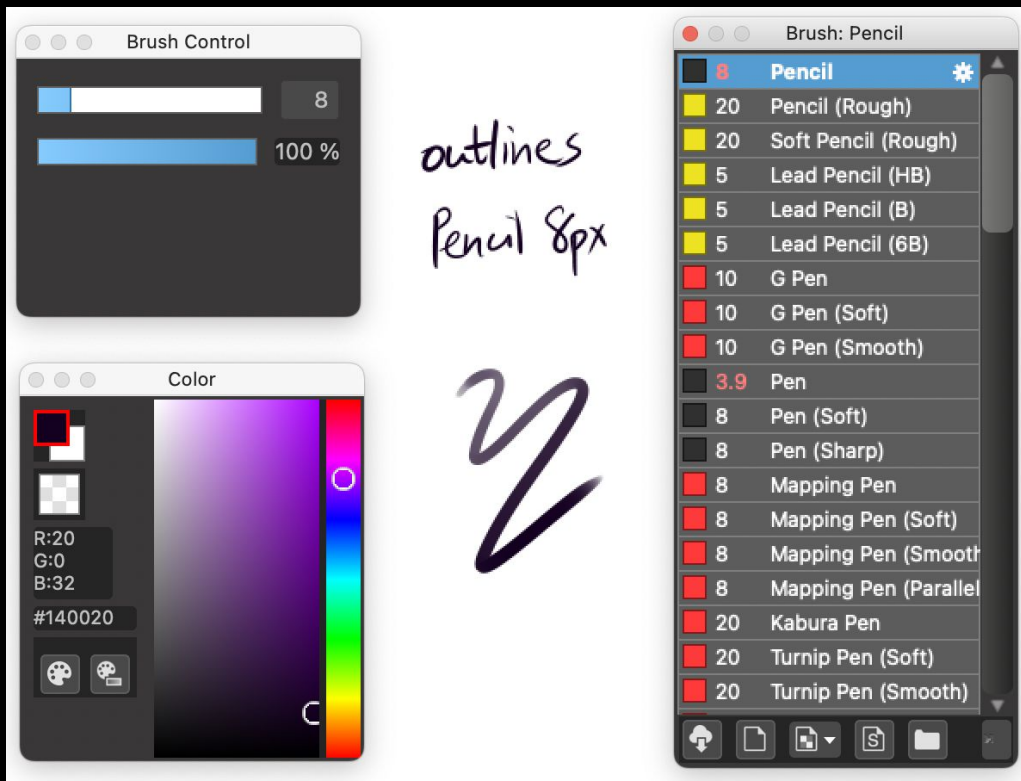 Brush Control
8
100 %
outlines
Pencil 8px
Color
R:20
G:0
B:32
#140020
Brush: Pencil
8 Pencil
20 Pencil (Rough)
20 Soft Pencil (Rough)
5 Lead Pencil (HB)
5 Lead Pencil (B)
5 Lead Pencil (6B)
10 G Pen
10 G Pen (Soft)
10 G Pen (Smooth)
3.9 Pen
8 Pen (Soft)
8 Pen (Sharp)
8 Mapping Pen
8 Mapping Pen (Soft)
8 Mapping Pen (Smooth
8 Mapping Pen (Parallel
20 Kabura Pen
20 Turnip Pen (Soft)
20 Turnip Pen (Smooth)
S